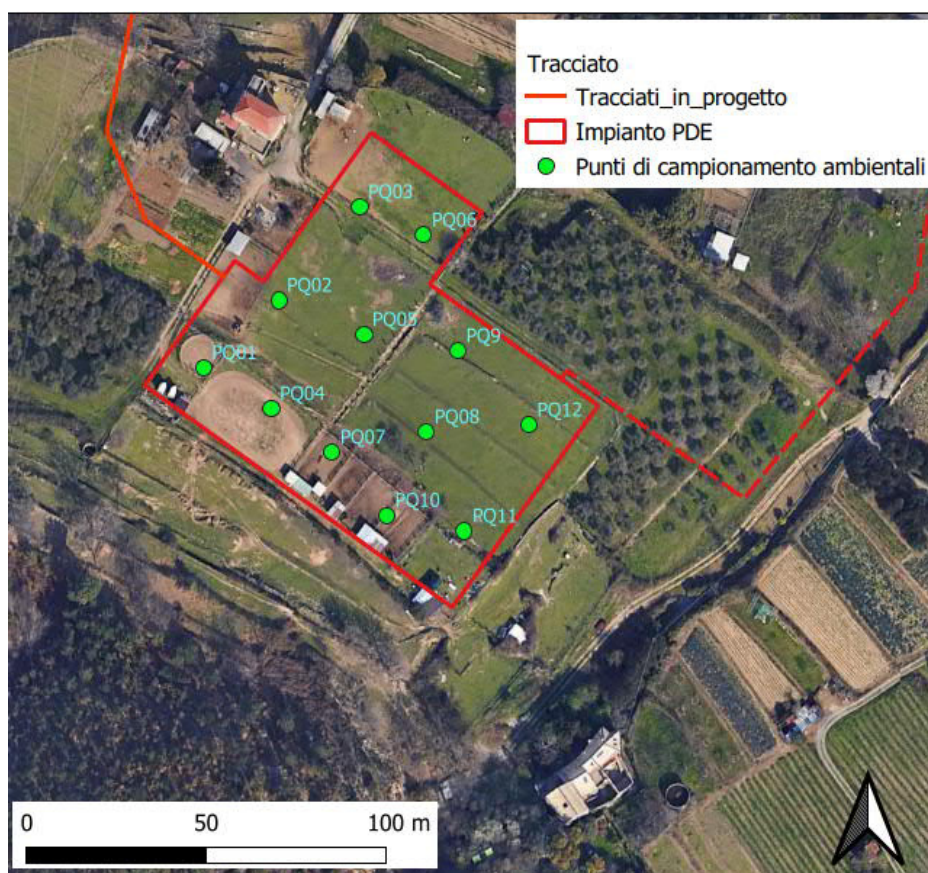 Tracciato
Tracciati_in_progetto
Impianto PDE
Punti di campionamento ambientali
PQ03
PQ06
PQ02
PQ05
PQ9
PQ01
PQ04
PQ12
PQ08
PQ07
PQ10
PQ11
0 50 100 m